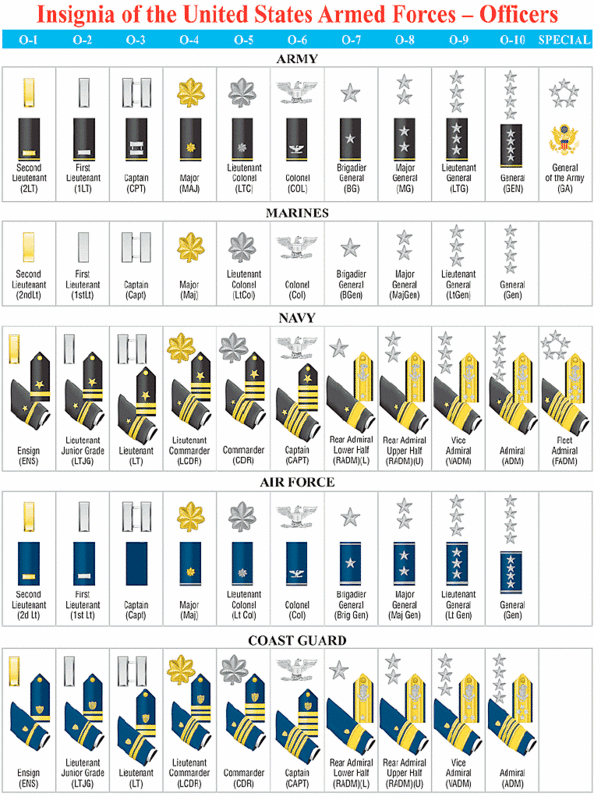 Insignia of the United States Armed Forces – Officers
O-1 O-2 O-3 O-4 O-5 O-6 O-7 O-8 O-9 O-10 SPECIAL
ARMY
Second Lieutenant (2LT)
First Lieutenant (1LT)
Captain (CPT)
Major (MAJ)
Lieutenant Colonel (LTC)
Colonel (COL)
Brigadier General (BG)
Major General (MG)
Lieutenant General (LTG)
General (GEN)
General of the Army (GA)
MARINES
Second Lieutenant (2ndLt)
First Lieutenant (1stLt)
Captain (Capt)
Major (Maj)
Lieutenant Colonel (LtCol)
Colonel (Col)
Brigadier General (BGen)
Major General (MajGen)
Lieutenant General (LtGen)
General (Gen)
NAVY
Ensign (ENS)
Lieutenant Junior Grade (LTJG)
Lieutenant (LT)
Lieutenant Commander (LCDR)
Commander (CDR)
Captain (CAPT)
Rear Admiral Lower Half (RADM)(L)
Rear Admiral Upper Half (RADM)(U)
Vice Admiral (VADM)
Admiral (ADM)
Fleet Admiral (FADM)
AIR FORCE
Second Lieutenant (2d Lt)
First Lieutenant (1st Lt)
Captain (Capt)
Major (Maj)
Lieutenant Colonel (Lt Col)
Colonel (Col)
Brigadier General (Brig Gen)
Major General (Maj Gen)
Lieutenant General (Lt Gen)
General (Gen)
COAST GUARD
Ensign (ENS)
Lieutenant Junior Grade (LTJG)
Lieutenant (LT)
Lieutenant Commander (LCDR)
Commander (CDR)
Captain (CAPT)
Rear Admiral Lower Half (RADM)(L)
Rear Admiral Upper Half (RADM)(U)
Vice Admiral (VADM)
Admiral (ADM)